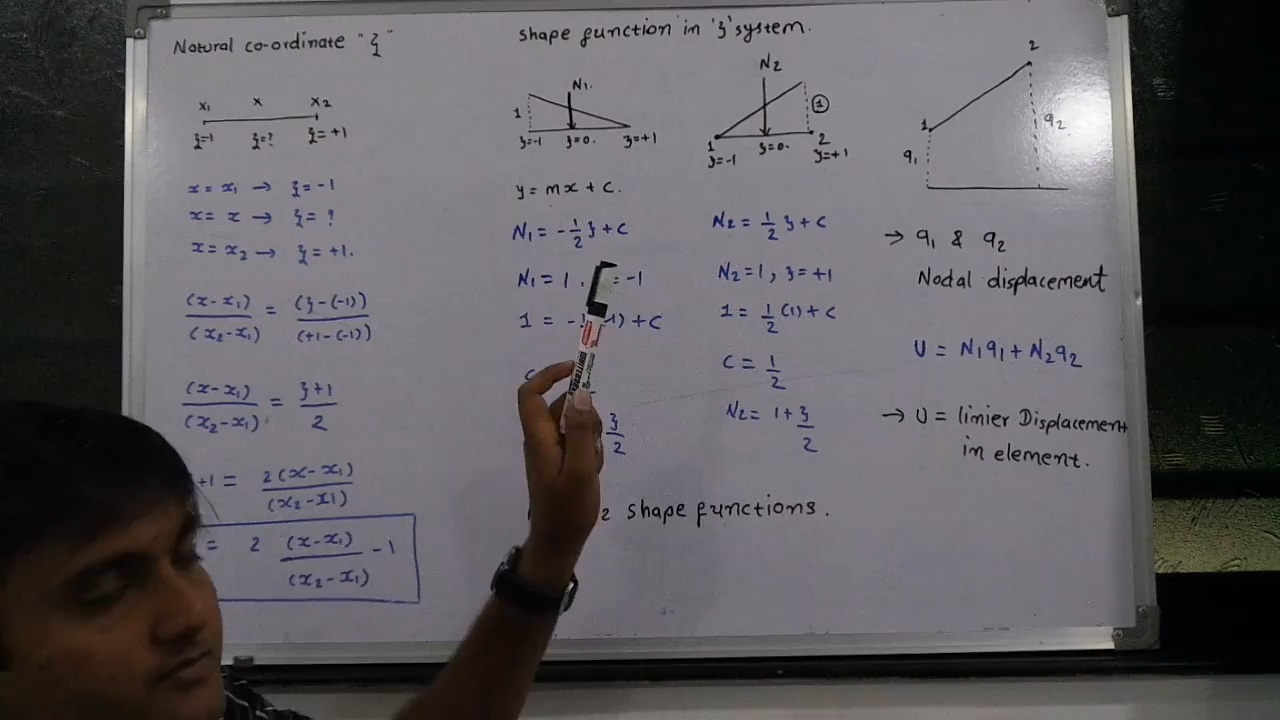 Natural co-ordinate "ξ"
x₁ x x₂
ξ=-1 ξ=? ξ=+1
x = x₁ → ξ = -1
x = x → ξ = ?
x = x₂ → ξ = +1.
(x-x₁)/(x₂-x₁) = (ξ-(-1))/(+1-(-1))
(x-x₁)/(x₂-x₁) = ξ+1/2
+1 = 2(x-x₁)/(x₂-x1)
= 2 (x-x₁)/(x₂-x₁) - 1
shape function in 'ξ' system.
N₁.
1
ξ=-1 ξ=0. ξ=+1
y = mx + c.
N₁ = -1/2 ξ + c
N₁ = 1 . = -1
1 = - 1) + c
ξ/2
2 shape functions.
N₂
1
1 2
ξ=-1 ξ=0. ξ=+1
N₂ = 1/2 ξ + c
N₂ = 1, ξ = +1
1 = 1/2 (1) + c
c = 1/2
N₂ = 1 + ξ/2
2
1
q₁ q₂
→ q₁ & q₂
Nodal displacement
U = N₁q₁ + N₂q₂
→ U = linier Displacement
in element.